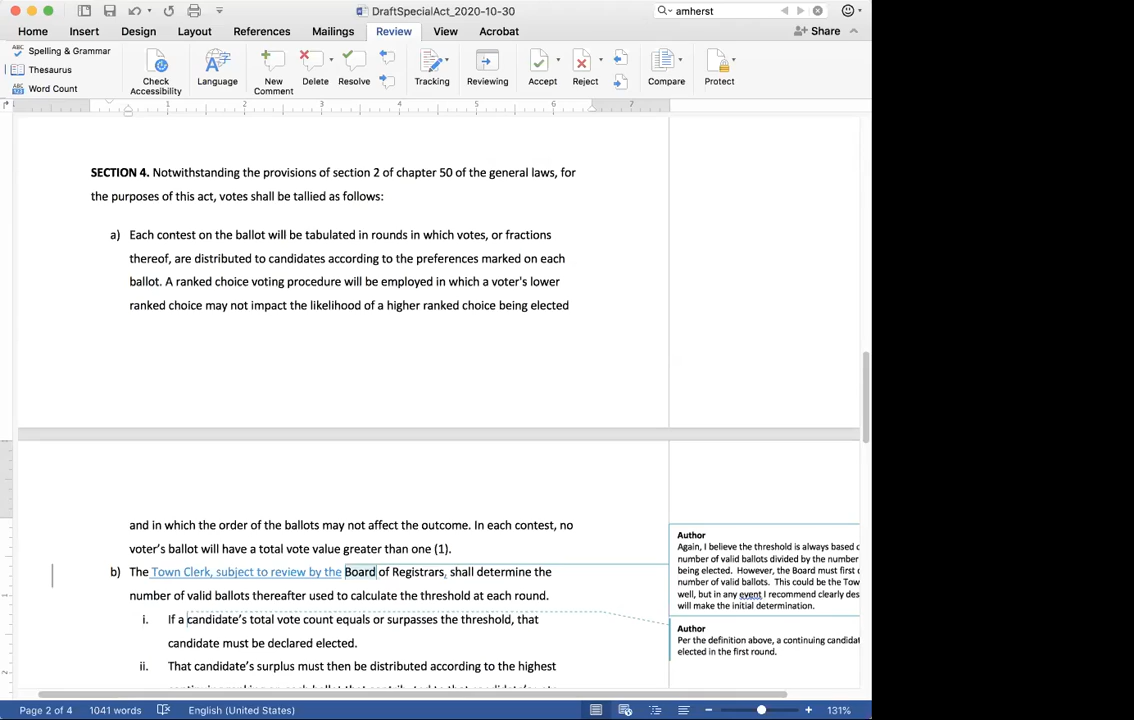 DraftSpecialAct_2020-10-30
amherst
Home Insert Design Layout References Mailings Review View Acrobat
Share
Spelling & Grammar
Thesaurus
Word Count
Check Accessibility
Language
New Comment
Delete
Resolve
Tracking
Reviewing
Accept
Reject
Compare
Protect
1 2 3 4 5 6 7
SECTION 4. Notwithstanding the provisions of section 2 of chapter 50 of the general laws, for
the purposes of this act, votes shall be tallied as follows:
a) Each contest on the ballot will be tabulated in rounds in which votes, or fractions
thereof, are distributed to candidates according to the preferences marked on each
ballot. A ranked choice voting procedure will be employed in which a voter's lower
ranked choice may not impact the likelihood of a higher ranked choice being elected
and in which the order of the ballots may not affect the outcome. In each contest, no
voter's ballot will have a total vote value greater than one (1).
b) The Town Clerk, subject to review by the Board of Registrars, shall determine the
number of valid ballots thereafter used to calculate the threshold at each round.
i. If a candidate's total vote count equals or surpasses the threshold, that
candidate must be declared elected.
ii. That candidate's surplus must then be distributed according to the highest
Author
Again, I believe the threshold is always based
number of valid ballots divided by the number
being elected. However, the Board must first
number of valid ballots. This could be the Tow
well, but in any event I recommend clearly des
will make the initial determination.
Author
Per the definition above, a continuing candidat
elected in the first round.
Page 2 of 4 1041 words English (United States) 131%